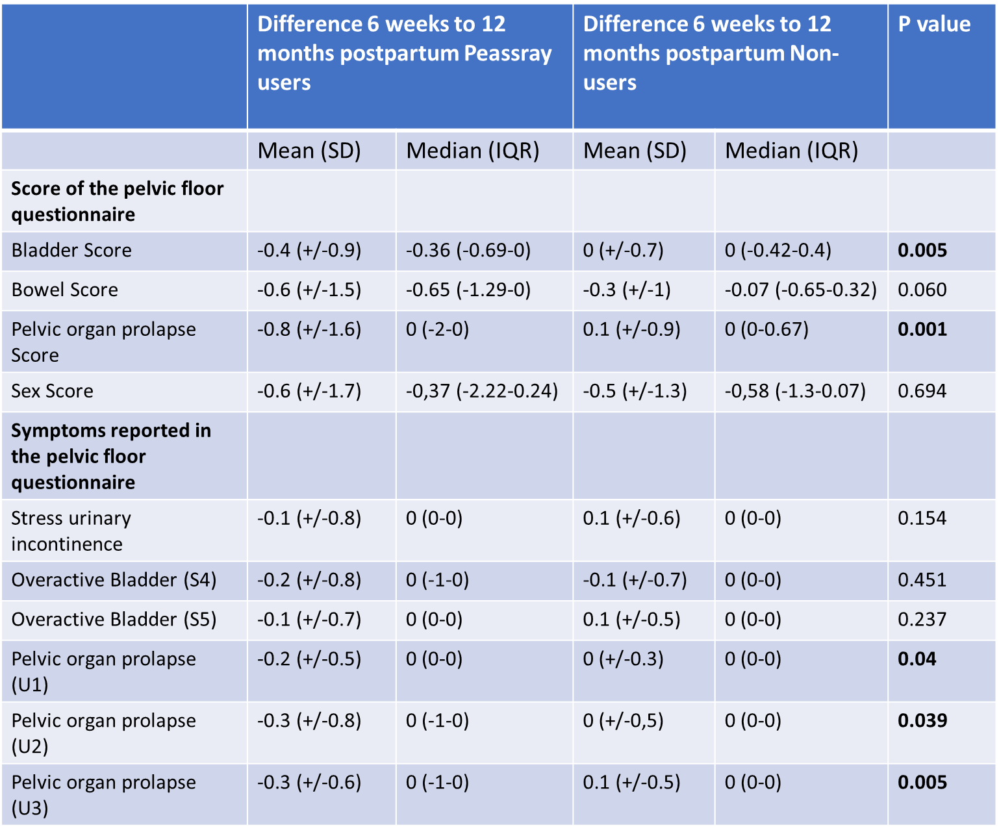 Difference 6 weeks to 12 months postpartum Peassray users
Difference 6 weeks to 12 months postpartum Non-users
P value
Mean (SD) Median (IQR) Mean (SD) Median (IQR)
Score of the pelvic floor questionnaire
Bladder Score -0.4 (+/-0.9) -0.36 (-0.69-0) 0 (+/-0.7) 0 (-0.42-0.4) 0.005
Bowel Score -0.6 (+/-1.5) -0.65 (-1.29-0) -0.3 (+/-1) -0.07 (-0.65-0.32) 0.060
Pelvic organ prolapse Score -0.8 (+/-1.6) 0 (-2-0) 0.1 (+/-0.9) 0 (0-0.67) 0.001
Sex Score -0.6 (+/-1.7) -0,37 (-2.22-0.24) -0.5 (+/-1.3) -0,58 (-1.3-0.07) 0.694
Symptoms reported in the pelvic floor questionnaire
Stress urinary incontinence -0.1 (+/-0.8) 0 (0-0) 0.1 (+/-0.6) 0 (0-0) 0.154
Overactive Bladder (S4) -0.2 (+/-0.8) 0 (-1-0) -0.1 (+/-0.7) 0 (0-0) 0.451
Overactive Bladder (S5) -0.1 (+/-0.7) 0 (0-0) 0.1 (+/-0.5) 0 (0-0) 0.237
Pelvic organ prolapse (U1) -0.2 (+/-0.5) 0 (0-0) 0 (+/-0.3) 0 (0-0) 0.04
Pelvic organ prolapse (U2) -0.3 (+/-0.8) 0 (-1-0) 0 (+/-0,5) 0 (0-0) 0.039
Pelvic organ prolapse (U3) -0.3 (+/-0.6) 0 (-1-0) 0.1 (+/-0.5) 0 (0-0) 0.005